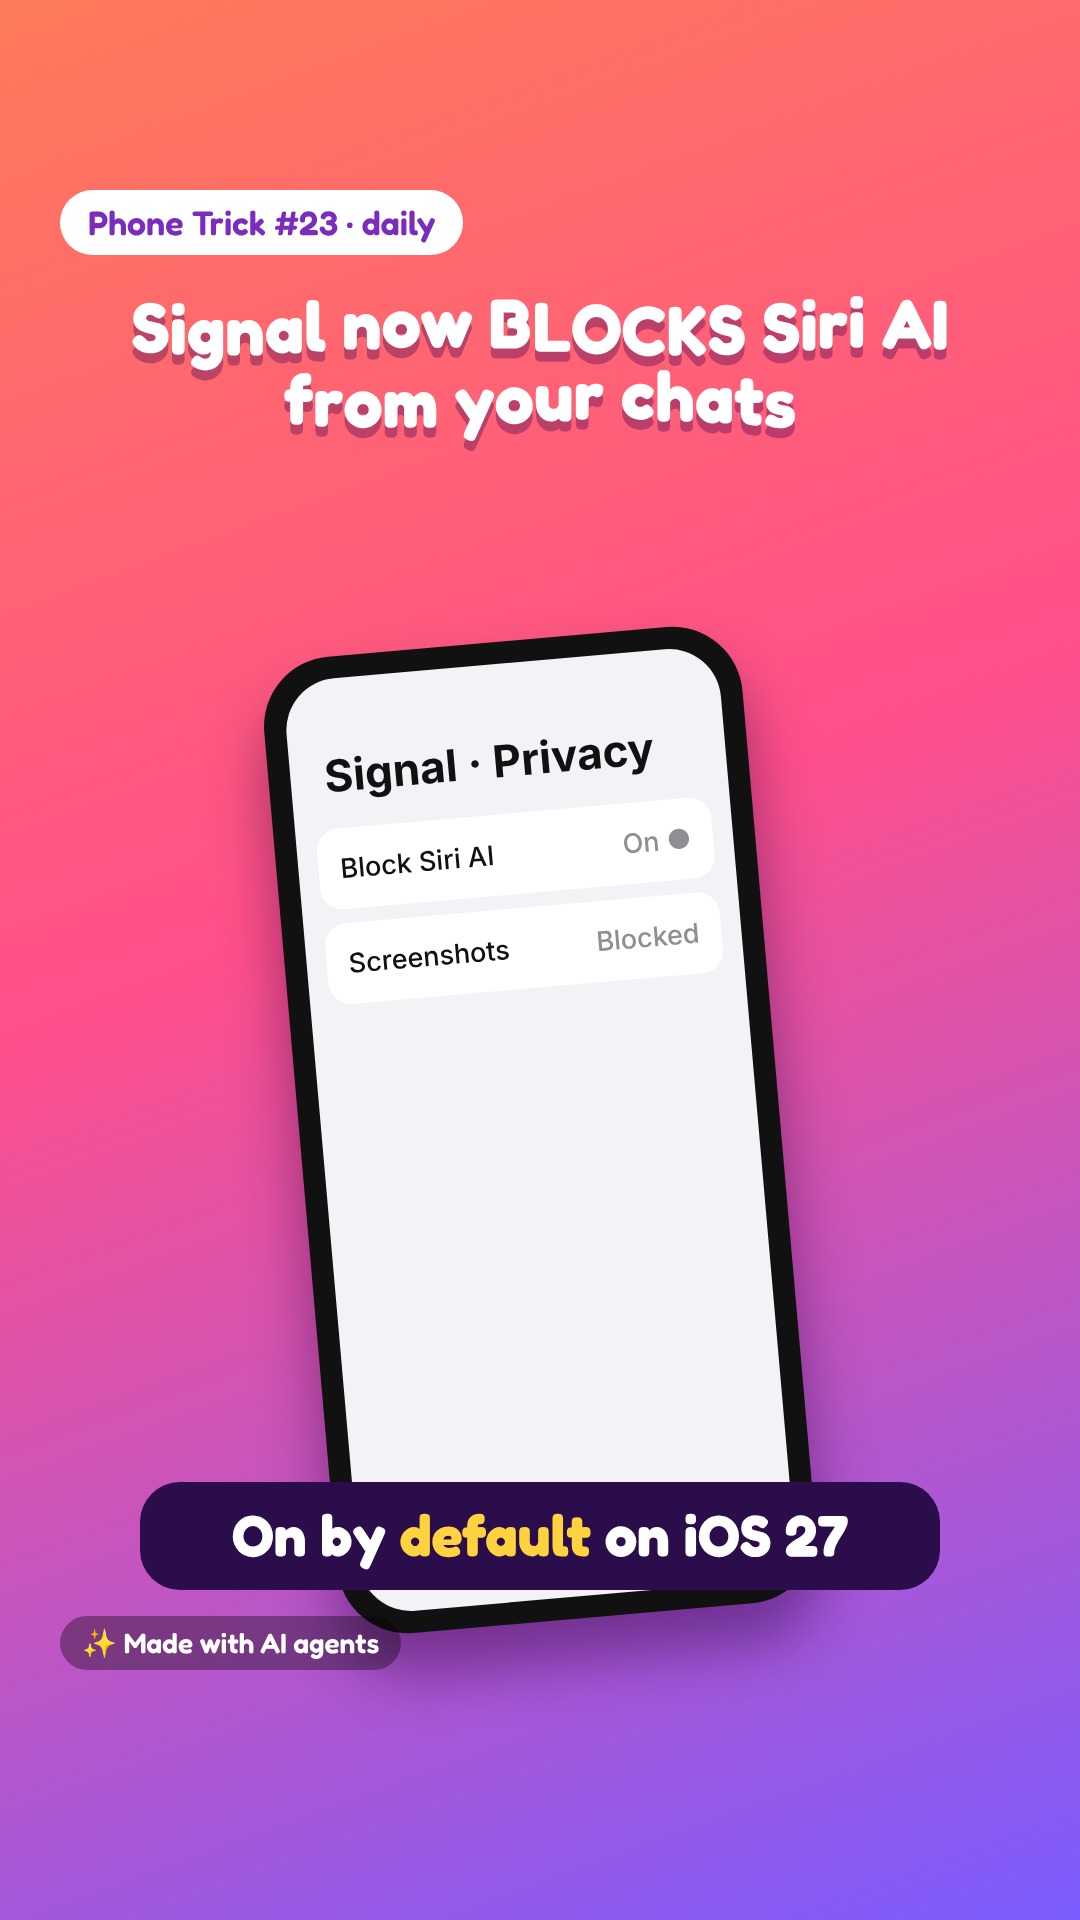 Phone Trick #23 · daily
Signal now BLOCKS Siri AI
from your chats
Signal · Privacy
Block Siri AI On
Screenshots Blocked
On by default on iOS 27
✨ Made with AI agents